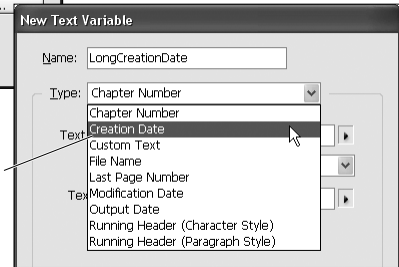 New Text Variable
Name: LongCreationDate
Type: Chapter Number
Chapter Number
Creation Date
Text
Custom Text
File Name
Last Page Number
Modification Date
Output Date
Running Header (Character Style)
Running Header (Paragraph Style)